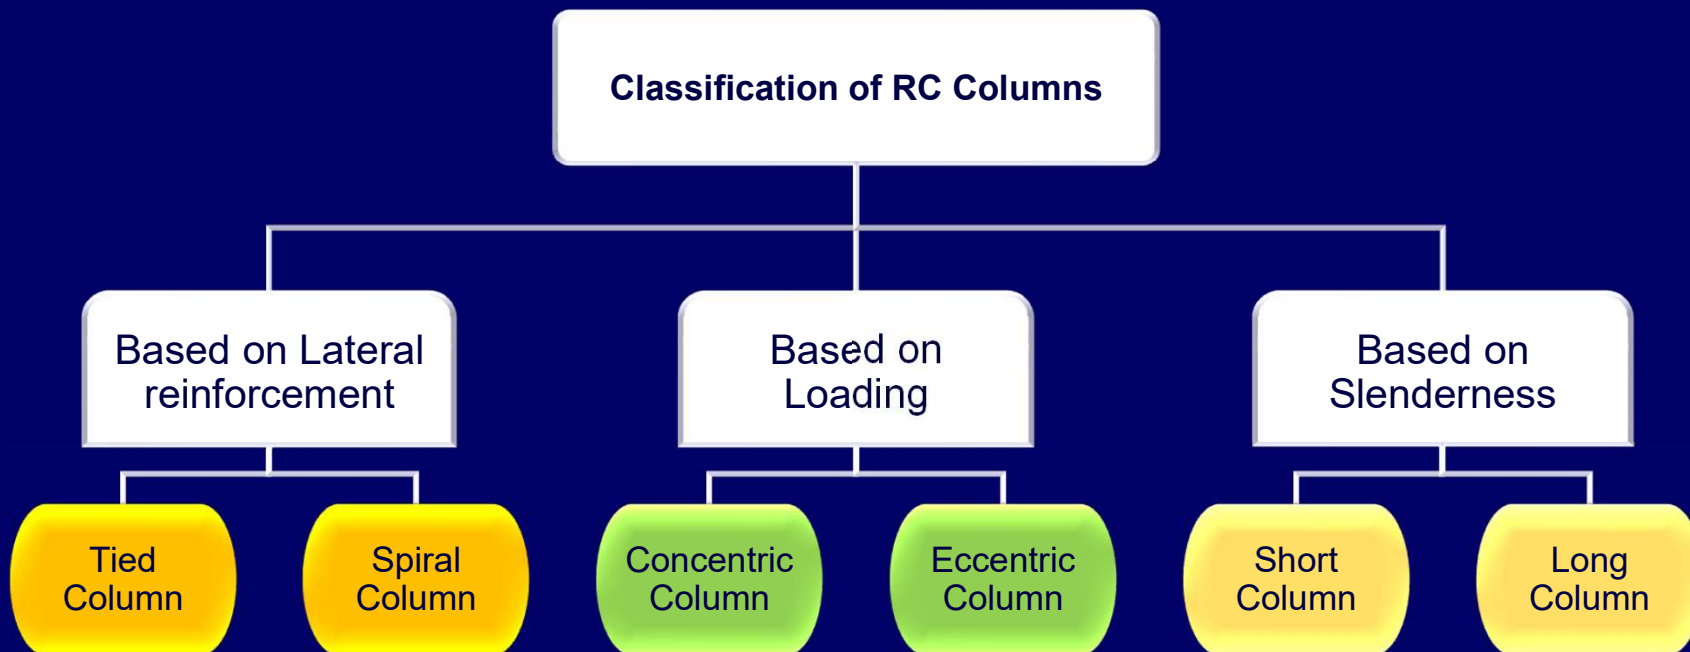 Classification of RC Columns
Based on Lateral
reinforcement
Based on
Loading
Based on
Slenderness
Tied
Column
Spiral
Column
Concentric
Column
Eccentric
Column
Short
Column
Long
Column